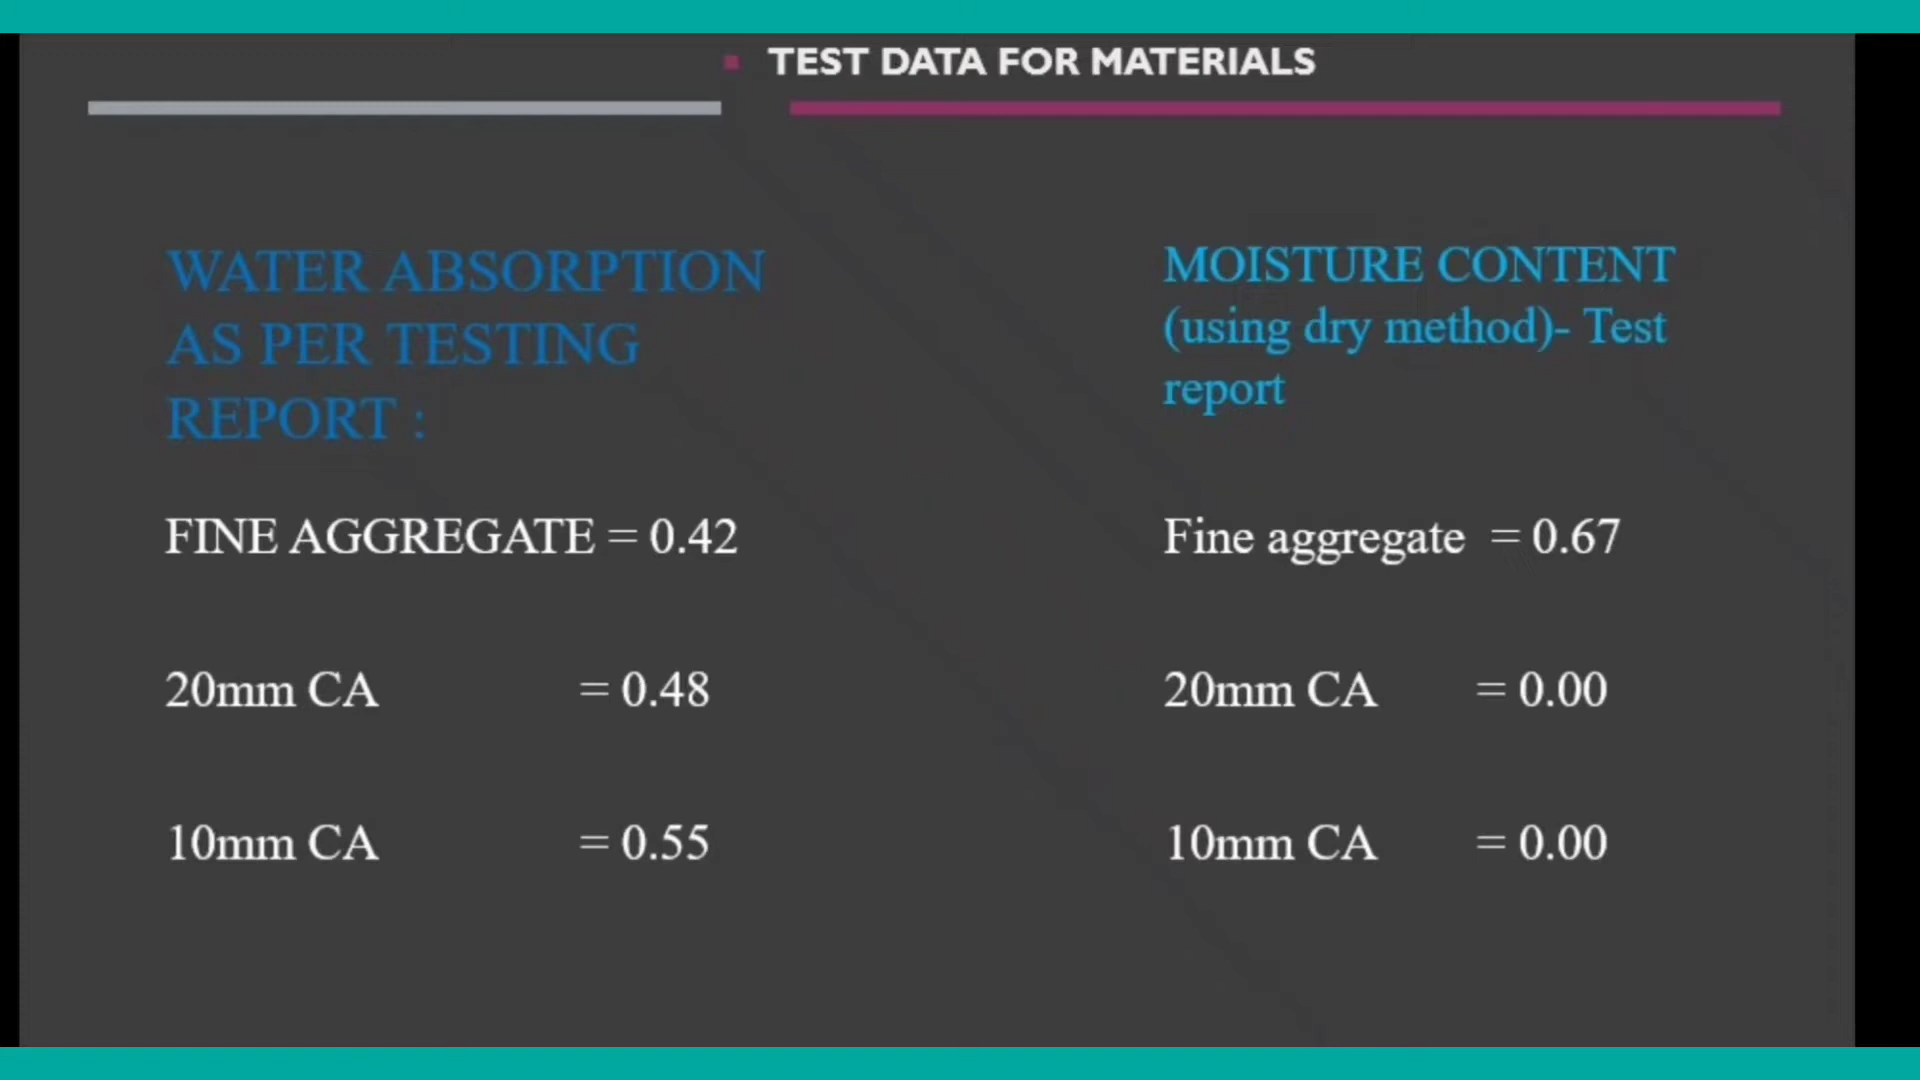 TEST DATA FOR MATERIALS
WATER ABSORPTION
AS PER TESTING
REPORT :
FINE AGGREGATE = 0.42
20mm CA = 0.48
10mm CA = 0.55
MOISTURE CONTENT
(using dry method)- Test
report
Fine aggregate = 0.67
20mm CA = 0.00
10mm CA = 0.00